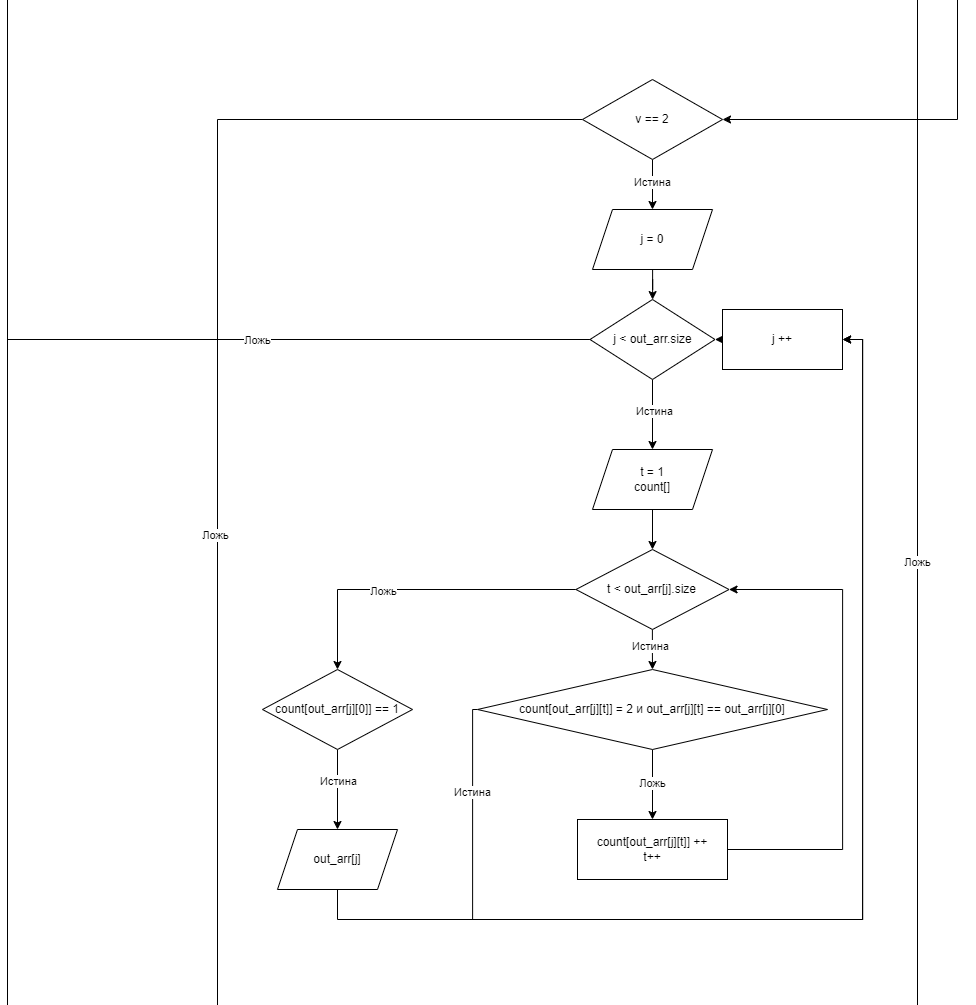 v == 2
Истина
j = 0
Ложь
j < out_arr.size
j ++
Истина
t = 1
count[]
Ложь
Ложь
Ложь
t < out_arr[j].size
Истина
count[out_arr[j][0]] == 1
count[out_arr[j][t]] = 2 и out_arr[j][t] == out_arr[j][0]
Истина
Истина
Ложь
out_arr[j]
count[out_arr[j][t]] ++
t++